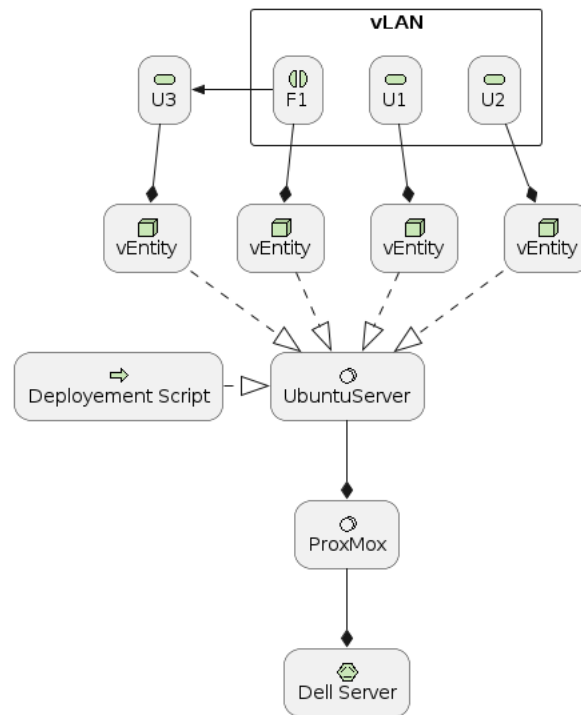 vLAN
U3
F1
U1
U2
vEntity
vEntity
vEntity
vEntity
Deployement Script
UbuntuServer
ProxMox
Dell Server